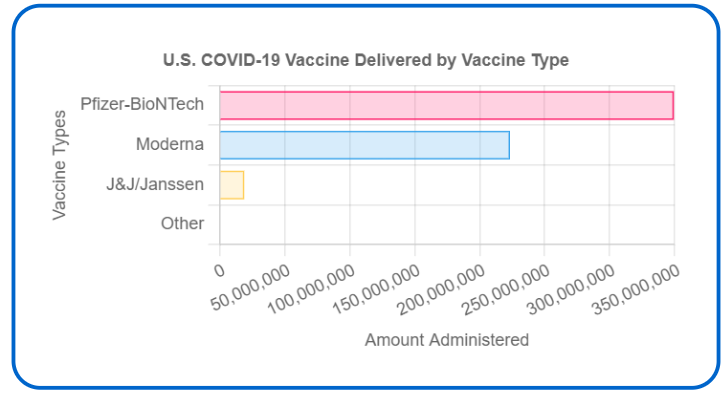 U.S. COVID-19 Vaccine Delivered by Vaccine Type
Vaccine Types
Pfizer-BioNTech
Moderna
J&J/Janssen
Other
0
50,000,000
100,000,000
150,000,000
200,000,000
250,000,000
300,000,000
350,000,000
Amount Administered